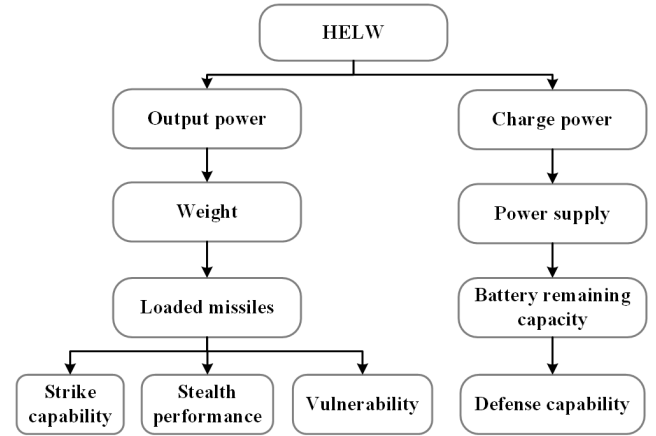 HELW
Output power
Charge power
Weight
Power supply
Loaded missiles
Battery remaining
capacity
Strike
capability
Stealth
performance
Vulnerability
Defense capability